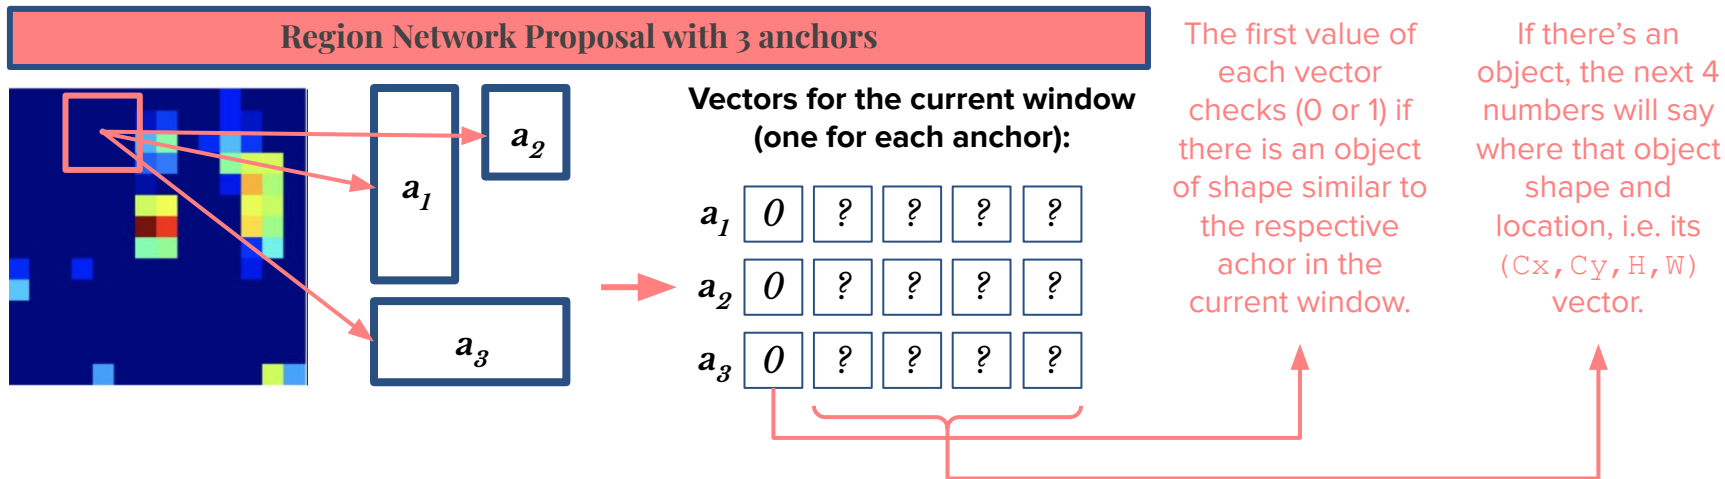 Region Network Proposal with 3 anchors
a1
a2
a3
Vectors for the current window
(one for each anchor):
a1 0 ? ? ? ?
a2 0 ? ? ? ?
a3 0 ? ? ? ?
The first value of
each vector
checks (0 or 1) if
there is an object
of shape similar to
the respective
achor in the
current window.
If there’s an
object, the next 4
numbers will say
where that object
shape and
location, i.e. its
(Cx,Cy,H,W)
vector.